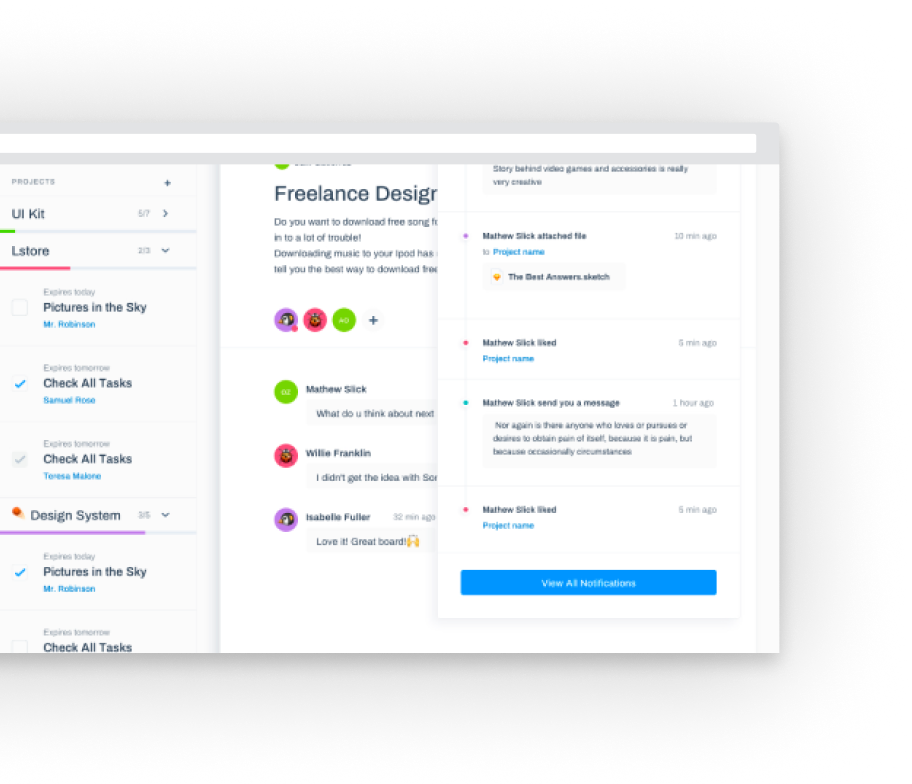 PROJECTS +
UI Kit 5/7
Lstore 2/3
Expires today
Pictures in the Sky
Mr. Robinson
Expires tomorrow
Check All Tasks
Samuel Rose
Expires tomorrow
Check All Tasks
Teresa Malone
Design System 3/5
Expires today
Pictures in the Sky
Mr. Robinson
Expires tomorrow
Check All Tasks
Freelance Design
Do you want to download free song
in to a lot of trouble!
Downloading music to your Ipod has
tell you the best way to download free
AO +
OZ
Mathew Slick
What do u think about next
Willie Franklin
I didn't get the idea with
Isabelle Fuller 32 min ago
Love it! Great board!🙌
Story behind video games and accessories is really
very creative
Mathew Slick attached file 10 min ago
to Project name
The Best Answers.sketch
Mathew Slick liked 5 min ago
Project name
Mathew Slick send you a message 1 hour ago
Nor again is there anyone who loves or pursues or
desires to obtain pain of itself, because it is pain, but
because occasionally circumstances
Mathew Slick liked 5 min ago
Project name
View All Notifications